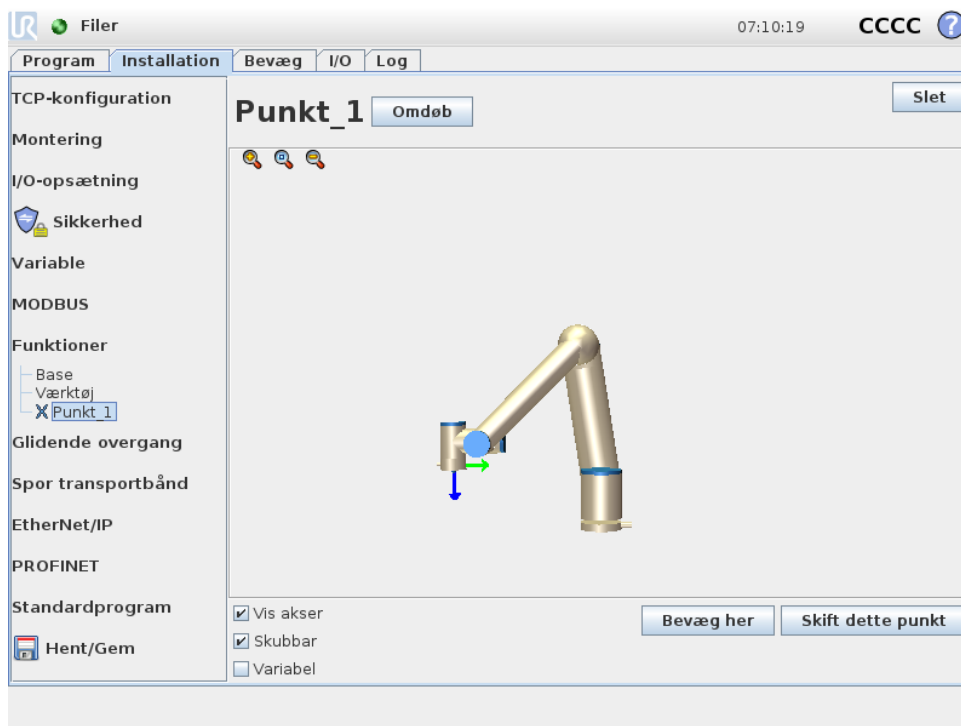 UR Filer 07:10:19 CCCC ?
Program Installation Bevæg I/O Log
TCP-konfiguration
Montering
I/O-opsætning
Sikkerhed
Variable
MODBUS
Funktioner
Base
Værktøj
Punkt_1
Glidende overgang
Spor transportbånd
EtherNet/IP
PROFINET
Standardprogram
Hent/Gem
Punkt_1 Omdøb Slet
Vis akser
Skubbar
Variabel
Bevæg her Skift dette punkt